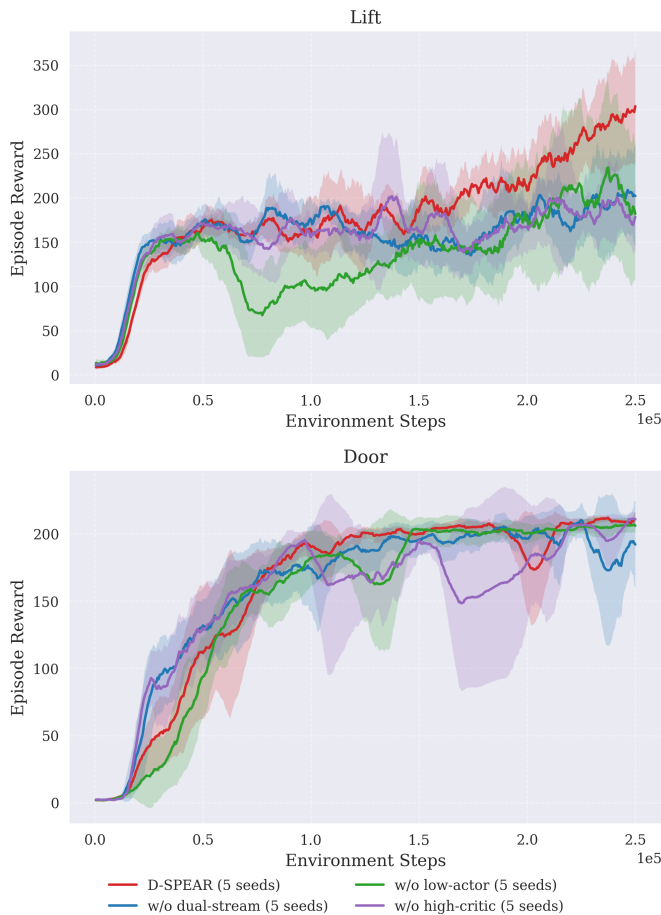 Lift
350
300
250
200
150
100
50
0
Episode Reward
0.0 0.5 1.0 1.5 2.0 2.5
Environment Steps
1e5
Door
200
150
100
50
0
Episode Reward
0.0 0.5 1.0 1.5 2.0 2.5
Environment Steps
1e5
D-SPEAR (5 seeds) w/o low-actor (5 seeds)
w/o dual-stream (5 seeds) w/o high-critic (5 seeds)